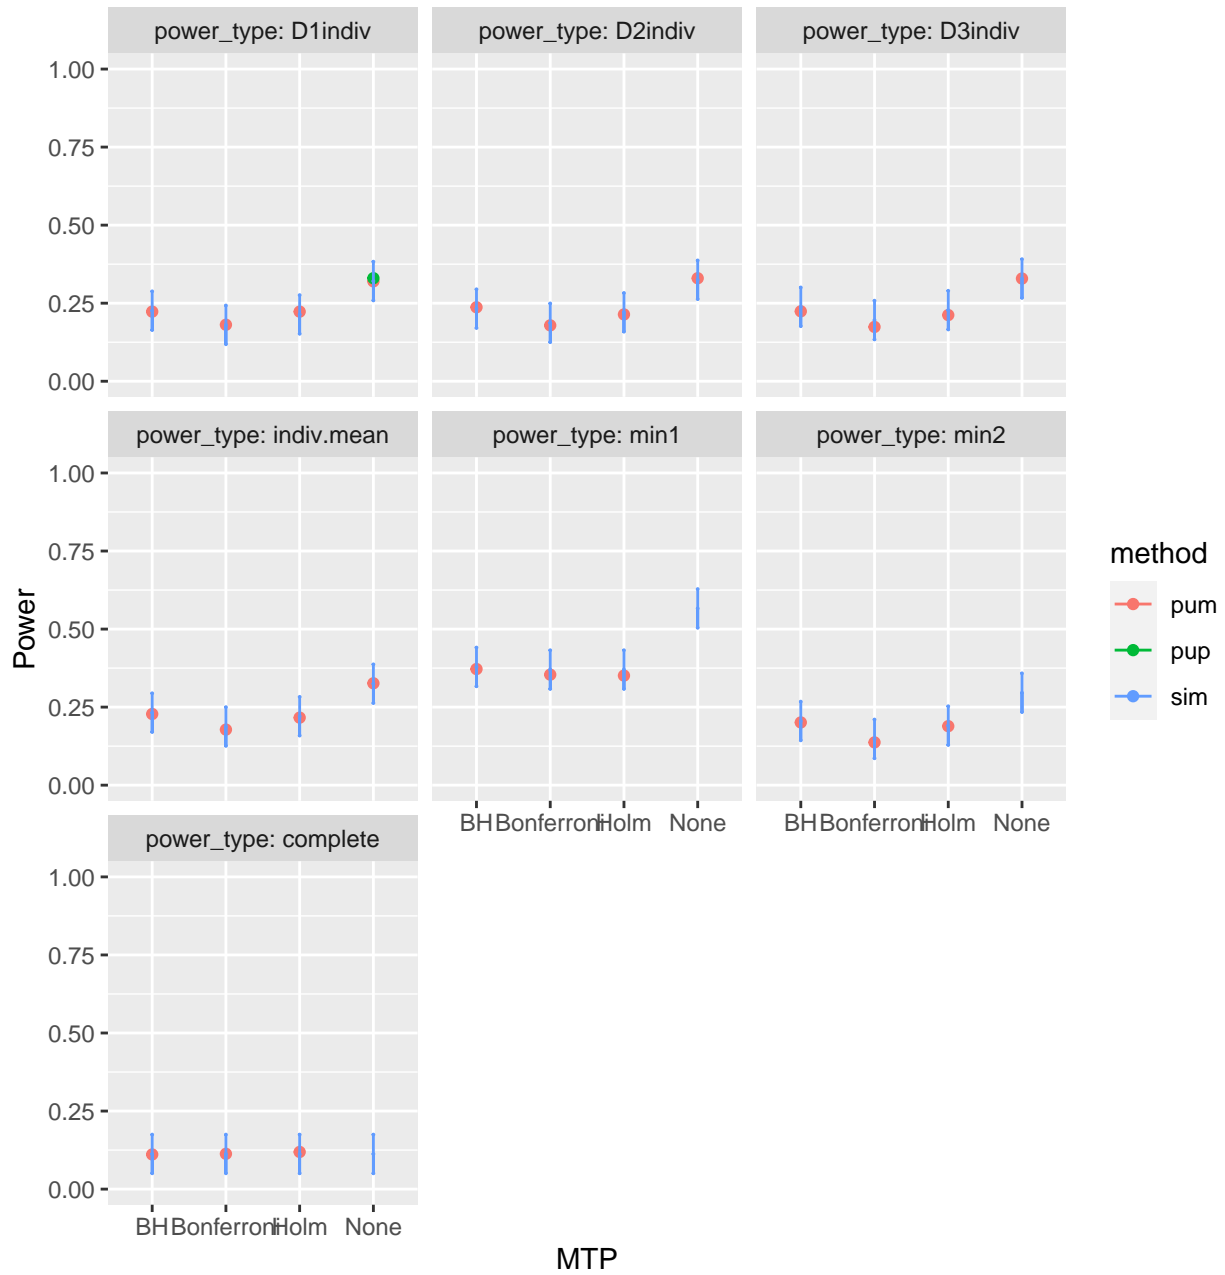 power_type: D1indiv
power_type: D2indiv
power_type: D3indiv
1.00
0.75
0.50
0.25
0.00
power_type: indiv.mean
power_type: min1
power_type: min2
1.00
0.75
0.50
0.25
0.00
BH Bonferroni Holm None
BH Bonferroni Holm None
power_type: complete
1.00
0.75
0.50
0.25
0.00
BH Bonferroni Holm None
MTP
Power
method
pum
pup
sim